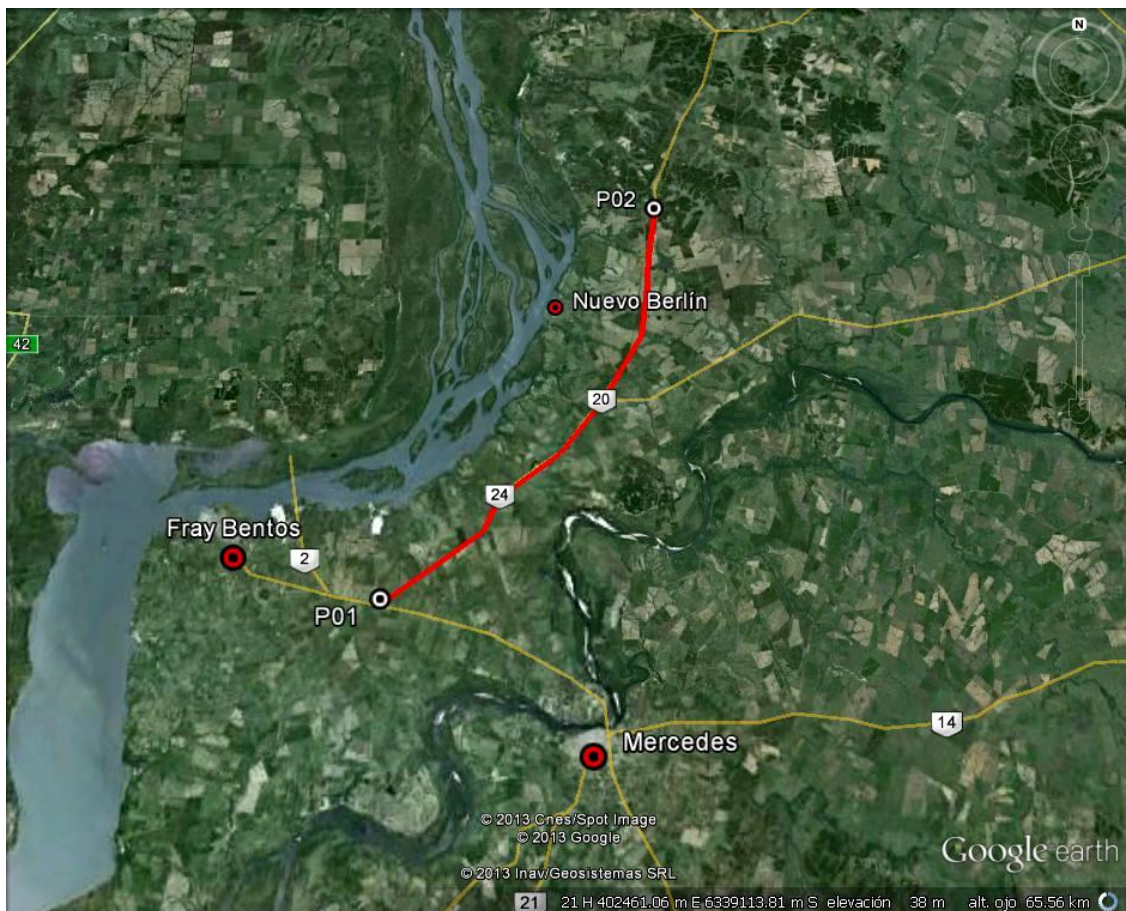 N
P02
Nuevo Berlín
42
20
24
Fray Bentos
2
P01
14
Mercedes
© 2013 Cnes/Spot Image
© 2013 Google
Google earth
© 2013 Inav/Geosistemas SRL
21 21 H 402461.06 m E 6339113.81 m S elevación 38 m alt. ojo 65.56 km